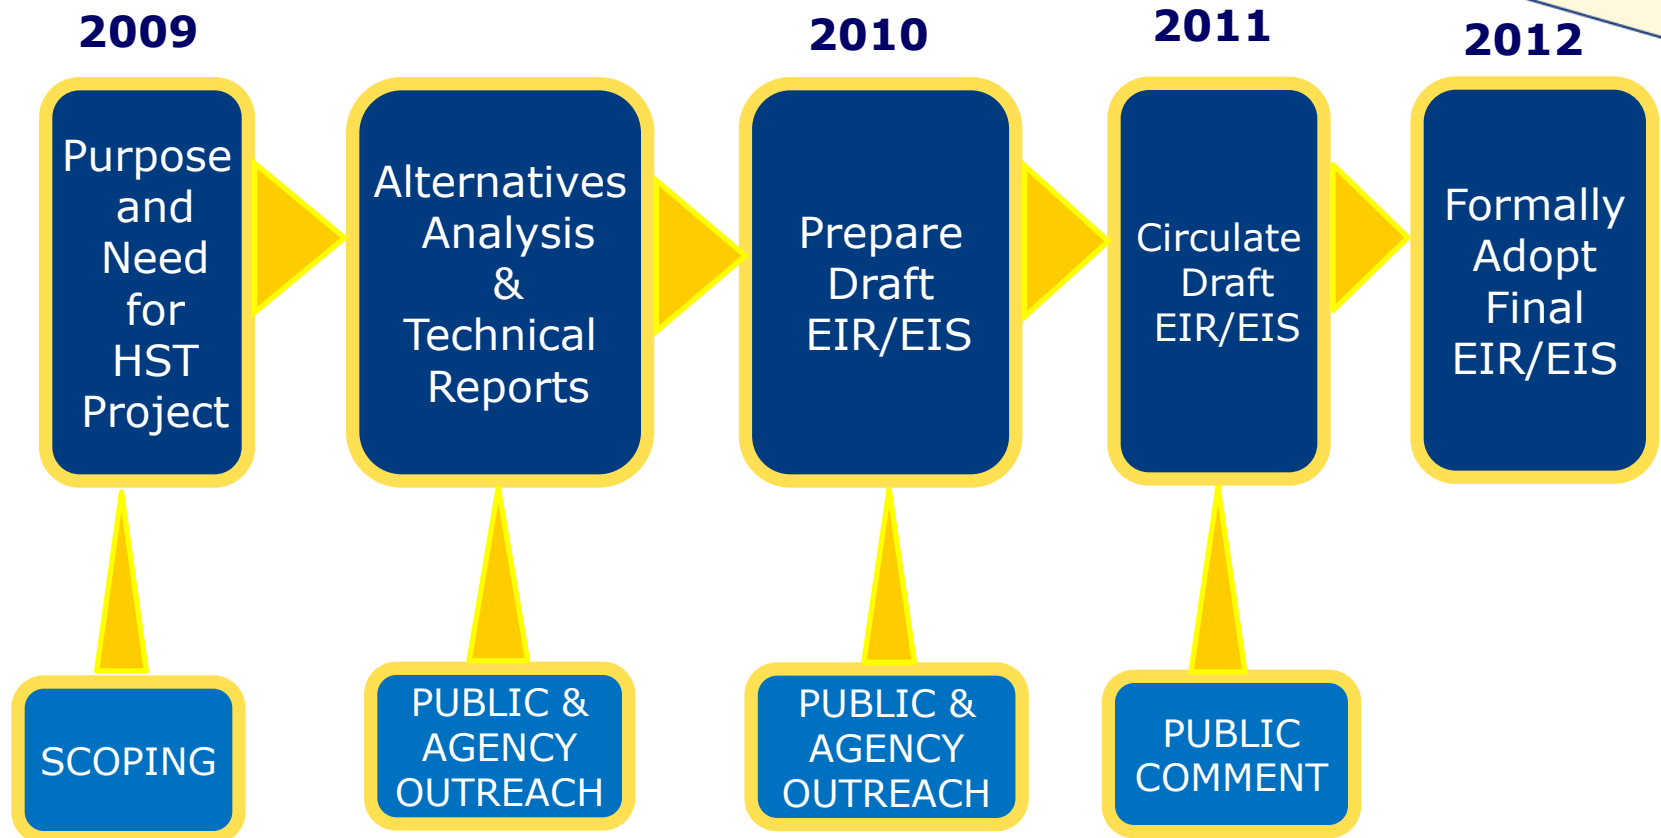 2009
2010
2011
2012
Purpose
and
Need
for
HST
Project
Alternatives
Analysis
&
Technical
Reports
Prepare
Draft
EIR/EIS
Circulate
Draft
EIR/EIS
Formally
Adopt
Final
EIR/EIS
SCOPING
PUBLIC &
AGENCY
OUTREACH
PUBLIC &
AGENCY
OUTREACH
PUBLIC
COMMENT